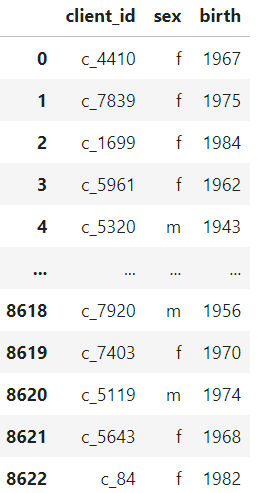 client_id sex birth
0 c_4410 f 1967
1 c_7839 f 1975
2 c_1699 f 1984
3 c_5961 f 1962
4 c_5320 m 1943
... ... ... ...
8618 c_7920 m 1956
8619 c_7403 f 1970
8620 c_5119 m 1974
8621 c_5643 f 1968
8622 c_84 f 1982